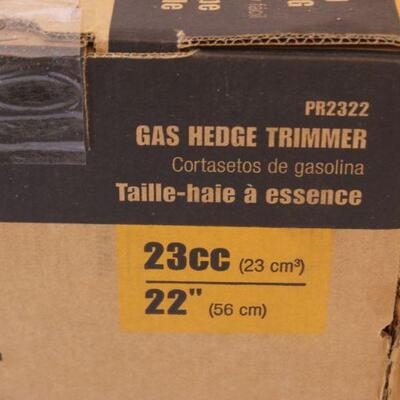 PR2322
GAS HEDGE TRIMMER
Cortasetos de gasolina
Taille-haie à essence
23cc (23 cm³)
22" (56 cm)